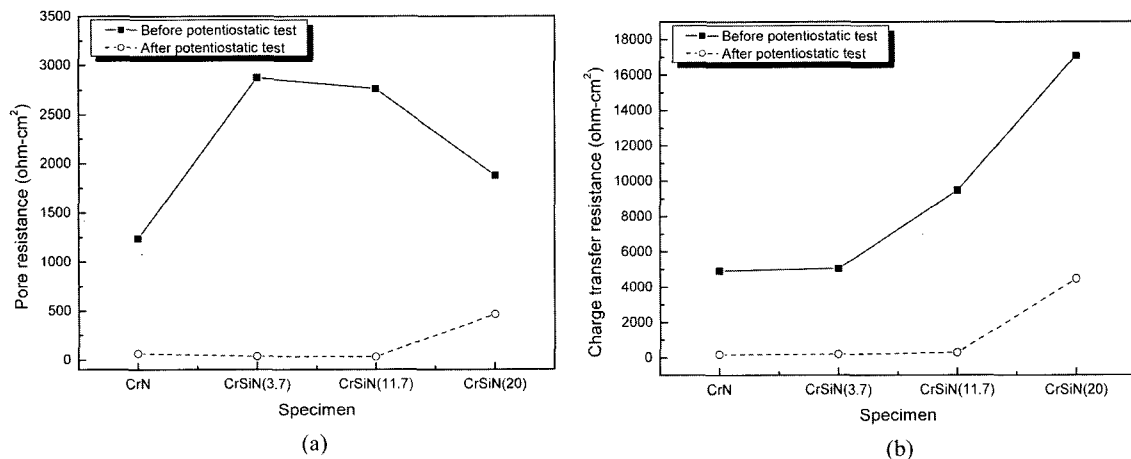 3500
3000
2500
2000
1500
1000
500
0
Pore resistance (ohm-cm²)
Before potentiostatic test
After potentiostatic test
CrN
CrSiN(3.7)
CrSiN(11.7)
CrSiN(20)
Specimen
(a)
18000
16000
14000
12000
10000
8000
6000
4000
2000
0
Charge transfer resistance (ohm-cm²)
Before potentiostatic test
After potentiostatic test
CrN
CrSiN(3.7)
CrSiN(11.7)
CrSiN(20)
Specimen
(b)